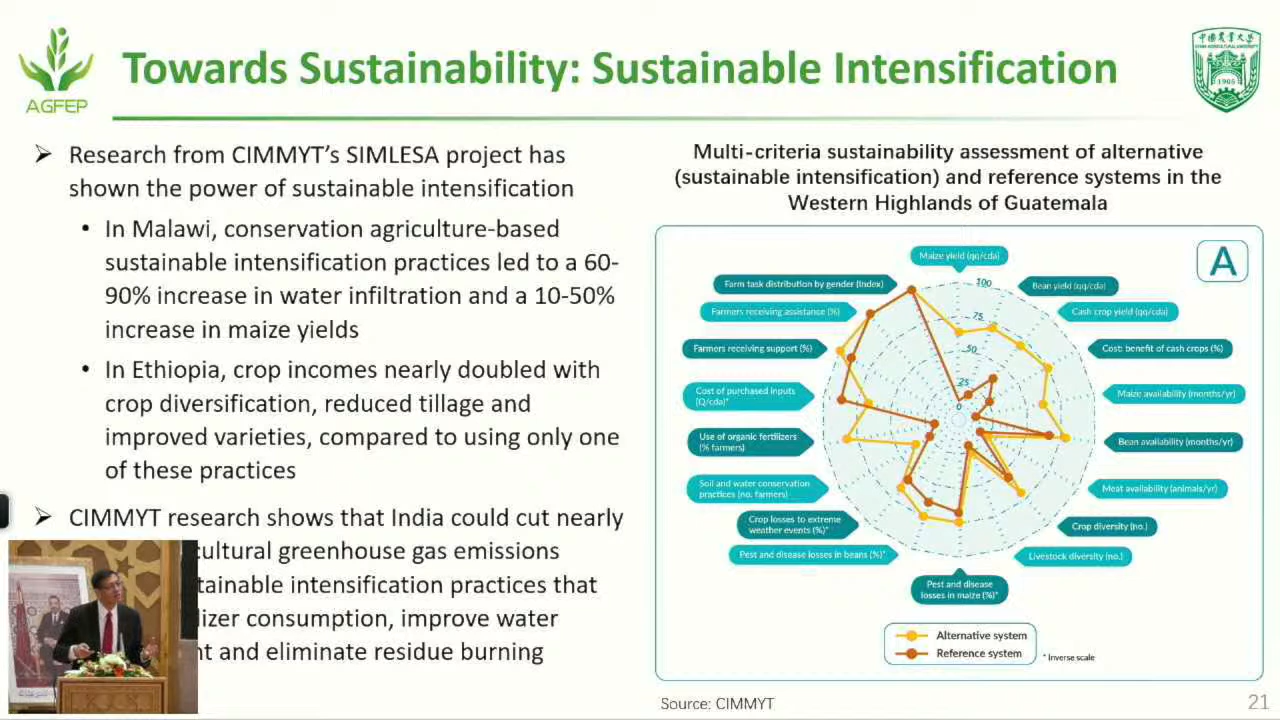 AGFEP
Towards Sustainability: Sustainable Intensification
中国农业大学
CHINA AGRICULTURAL UNIVERSITY
1905
➢ Research from CIMMYT’s SIMLESA project has
shown the power of sustainable intensification
• In Malawi, conservation agriculture-based
sustainable intensification practices led to a 60-
90% increase in water infiltration and a 10-50%
increase in maize yields
• In Ethiopia, crop incomes nearly doubled with
crop diversification, reduced tillage and
improved varieties, compared to using only one
of these practices
➢ CIMMYT research shows that India could cut nearly
cultural greenhouse gas emissions
tainable intensification practices that
lizer consumption, improve water
nt and eliminate residue burning
Multi-criteria sustainability assessment of alternative
(sustainable intensification) and reference systems in the
Western Highlands of Guatemala
A
Maize yield (qq/cda)
Bean yield (qq/cda)
Cash crop yield (qq/cda)
Cost: benefit of cash crops (%)
Maize availability (months/yr)
Bean availability (months/yr)
Meat availability (animals/yr)
Crop diversity (no.)
Livestock diversity (no.)
Pest and disease
losses in maize (%)*
Pest and disease losses in beans (%)*
Crop losses to extreme
weather events (%)*
Soil and water conservation
practices (no. farmers)
Use of organic fertilizers
(% farmers)
Cost of purchased inputs
(Q/cda)*
Farmers receiving support (%)
Farmers receiving assistance (%)
Farm task distribution by gender (Index)
100
75
50
25
0
Alternative system
Reference system
* Inverse scale
Source: CIMMYT
21